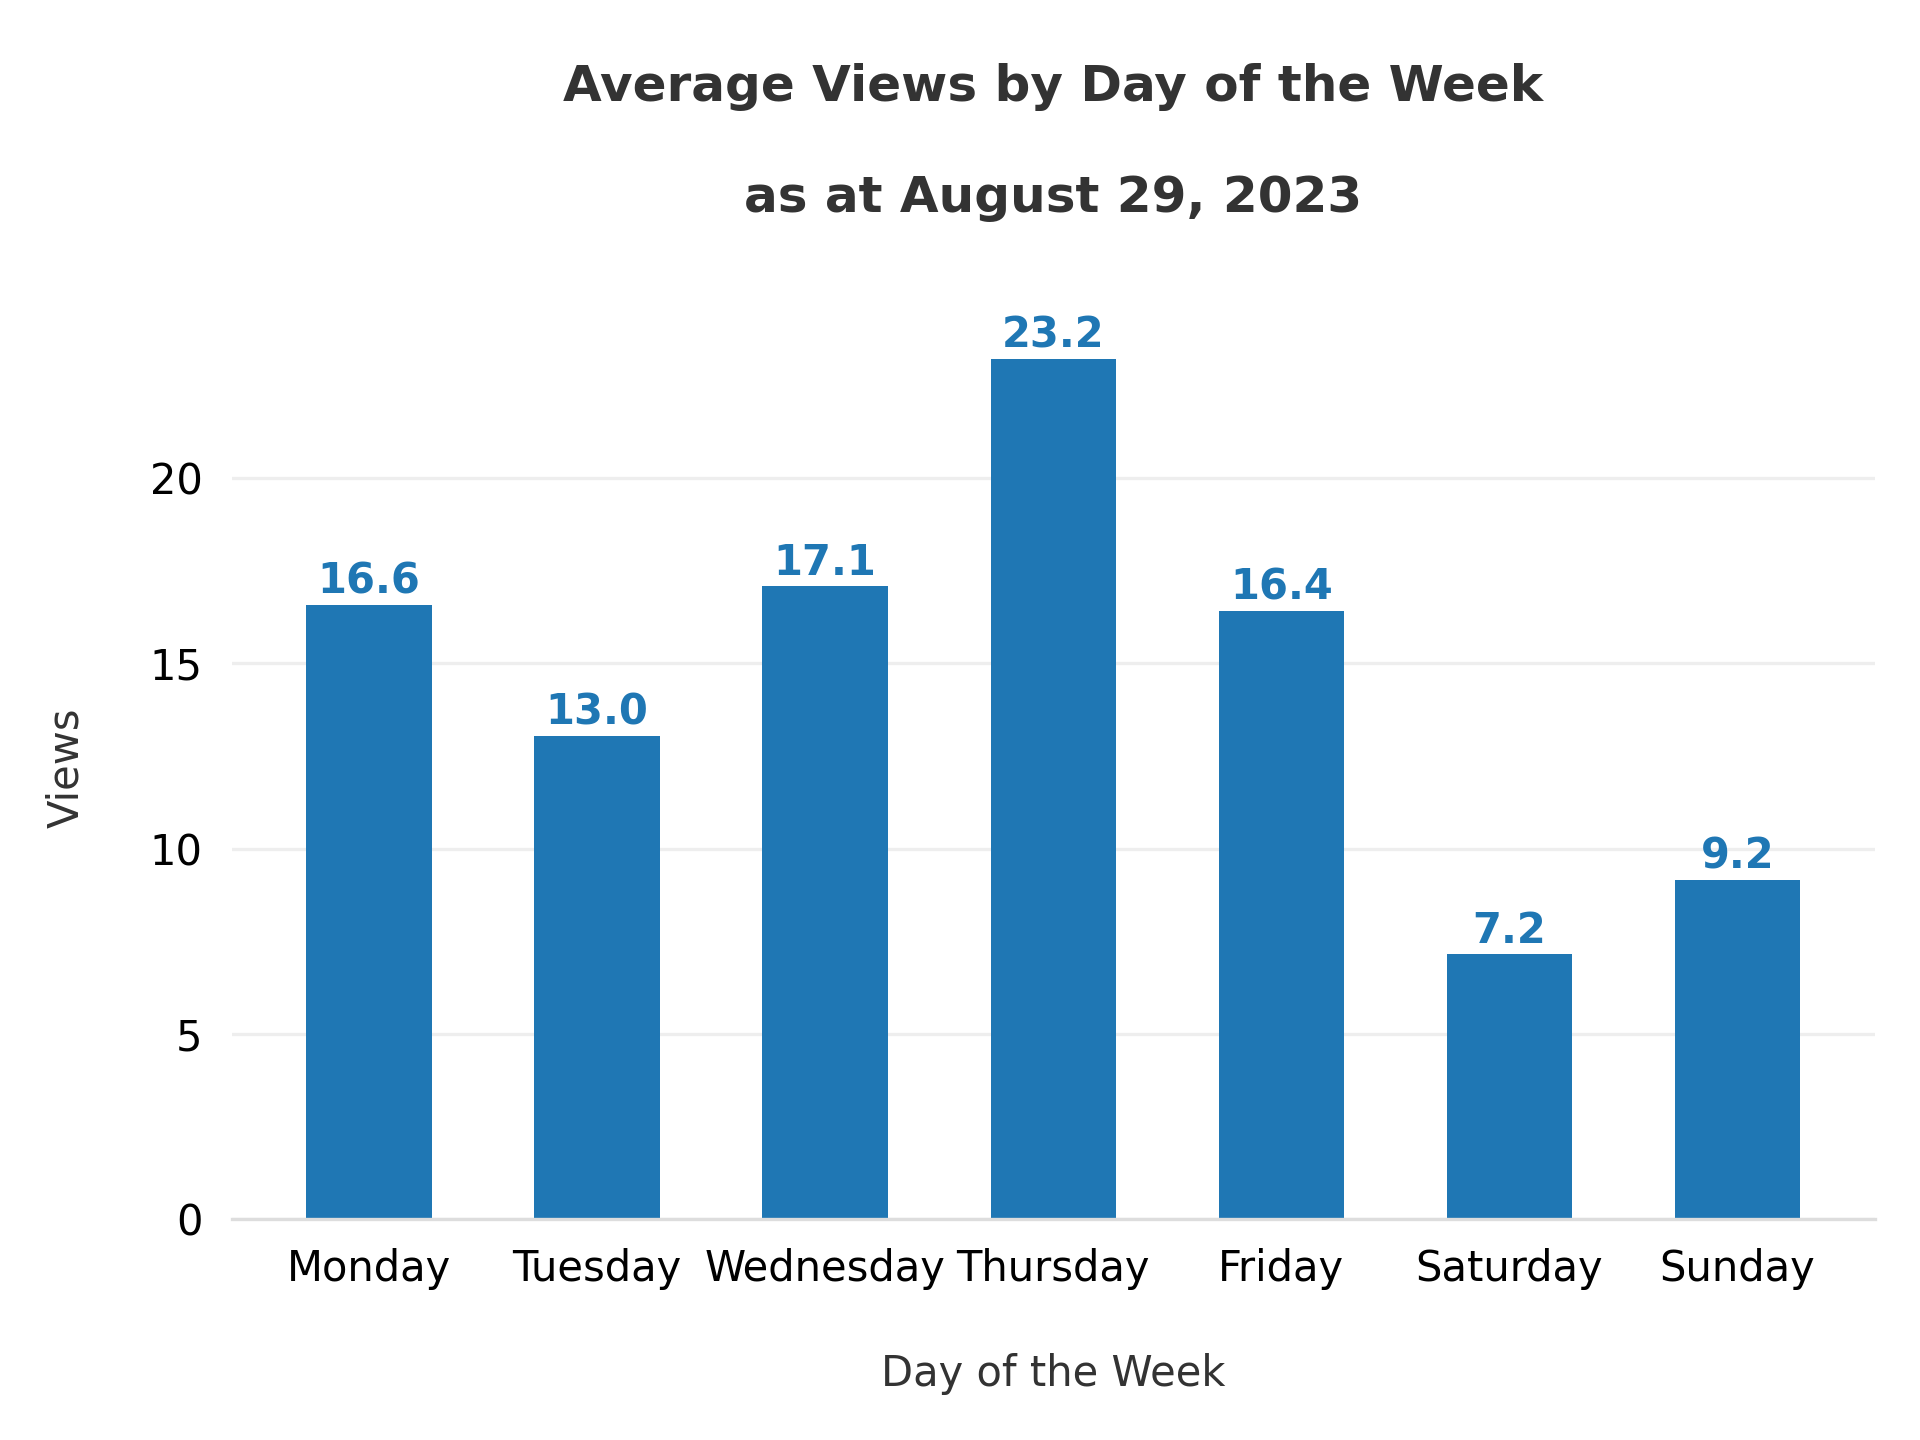 Average Views by Day of the Week
as at August 29, 2023
23.2
20
17.1
16.6
16.4
15
13.0
Views
10
9.2
7.2
5
0
Monday Tuesday Wednesday Thursday Friday Saturday Sunday
Day of the Week